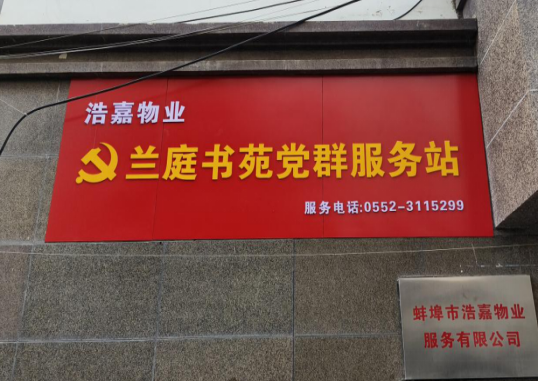 浩嘉物业
兰庭书苑党群服务站
服务电话:0552-3115299
蚌埠市浩嘉物业
服务有限公司